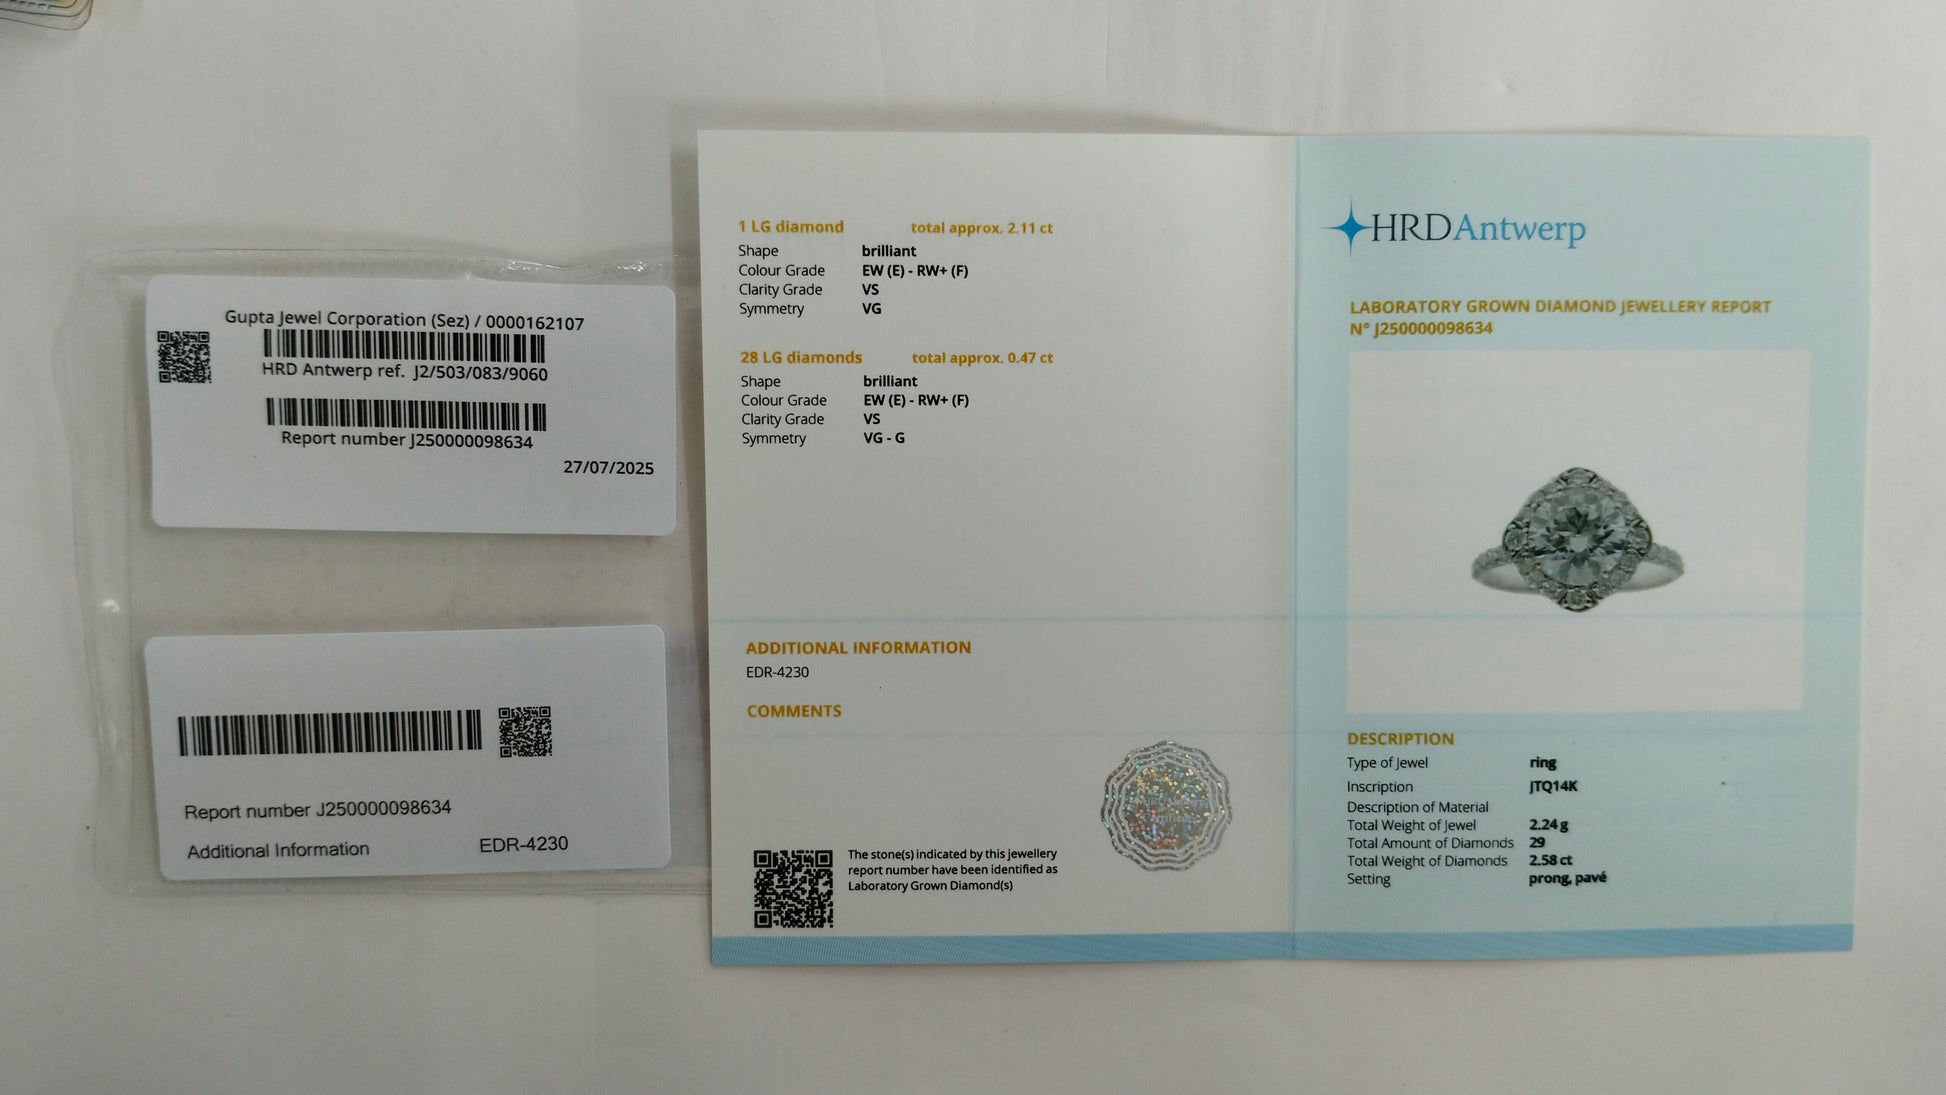 Gupta Jewel Corporation (Sez) / 0000162107
HRD Antwerp ref. J2/503/083/9060
Report number J250000098634
27/07/2025
Report number J250000098634
Additional Information EDR-4230
1 LG diamond total approx. 2.11 ct
Shape brilliant
Colour Grade EW (E) - RW+ (F)
Clarity Grade VS
Symmetry VG
28 LG diamonds total approx. 0.47 ct
Shape brilliant
Colour Grade EW (E) - RW+ (F)
Clarity Grade VS
Symmetry VG - G
ADDITIONAL INFORMATION
EDR-4230
COMMENTS
The stone(s) indicated by this jewellery
report number have been identified as
Laboratory Grown Diamond(s)
HRDAntwerp
LABORATORY GROWN DIAMOND JEWELLERY REPORT
N° J250000098634
DESCRIPTION
Type of Jewel ring
Inscription JTQ14K
Description of Material
Total Weight of Jewel 2.24 g
Total Amount of Diamonds 29
Total Weight of Diamonds 2.58 ct
Setting prong, pavé